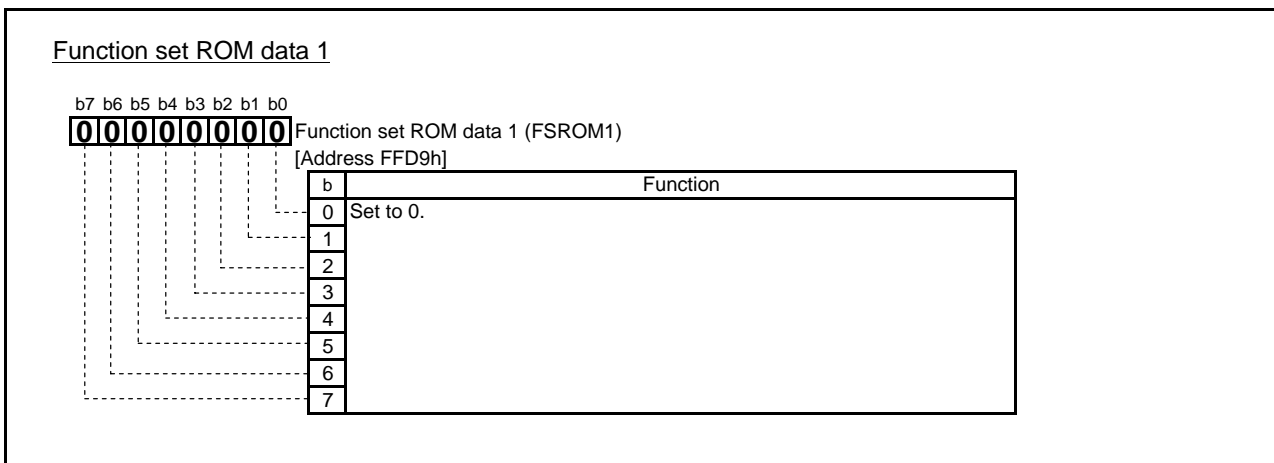 Function set ROM data 1
b7 b6 b5 b4 b3 b2 b1 b0
0 0 0 0 0 0 0 0 Function set ROM data 1 (FSROM1)
[Address FFD9h]
b Function
0 Set to 0.
1
2
3
4
5
6
7